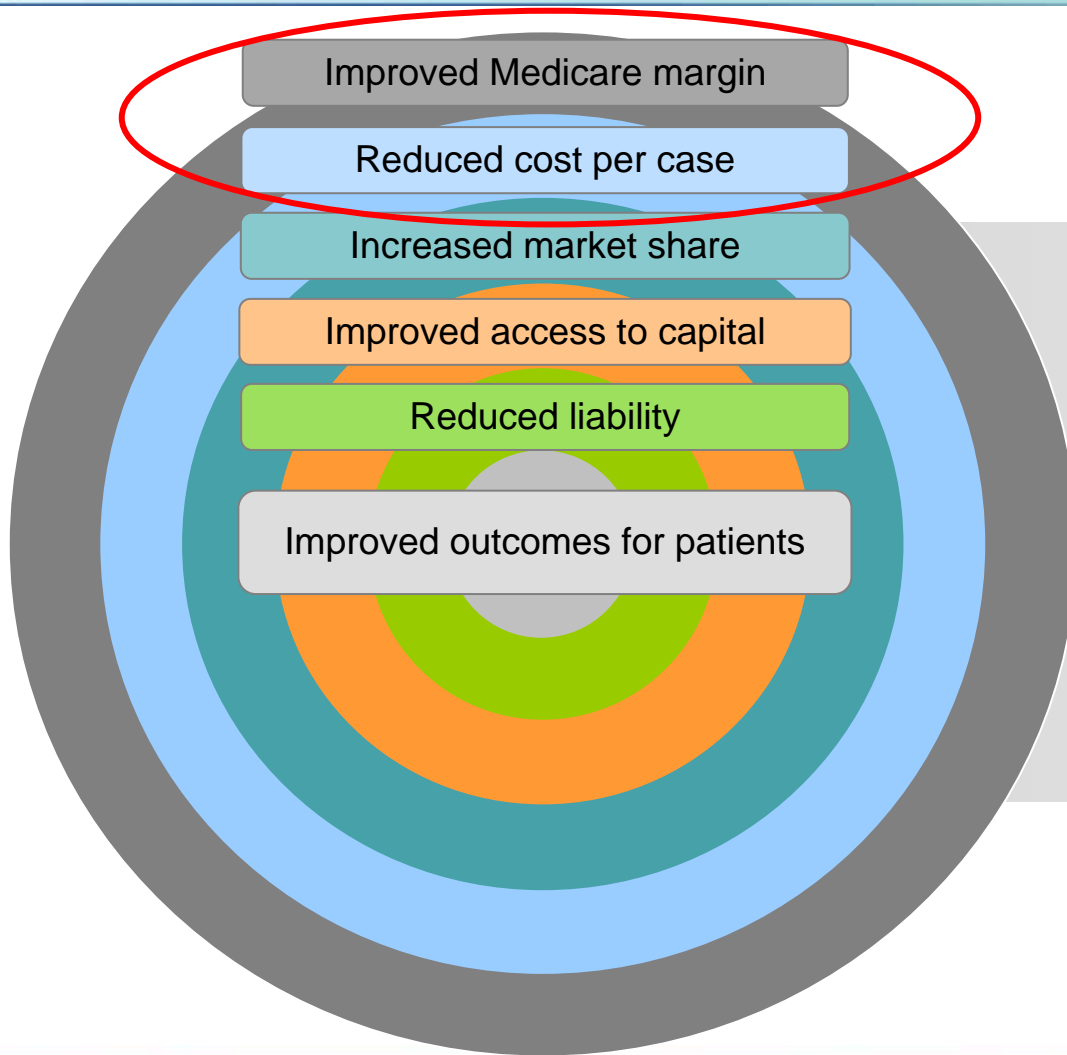 Improved Medicare margin
Reduced cost per case
Increased market share
Improved access to capital
Reduced liability
Improved outcomes for patients